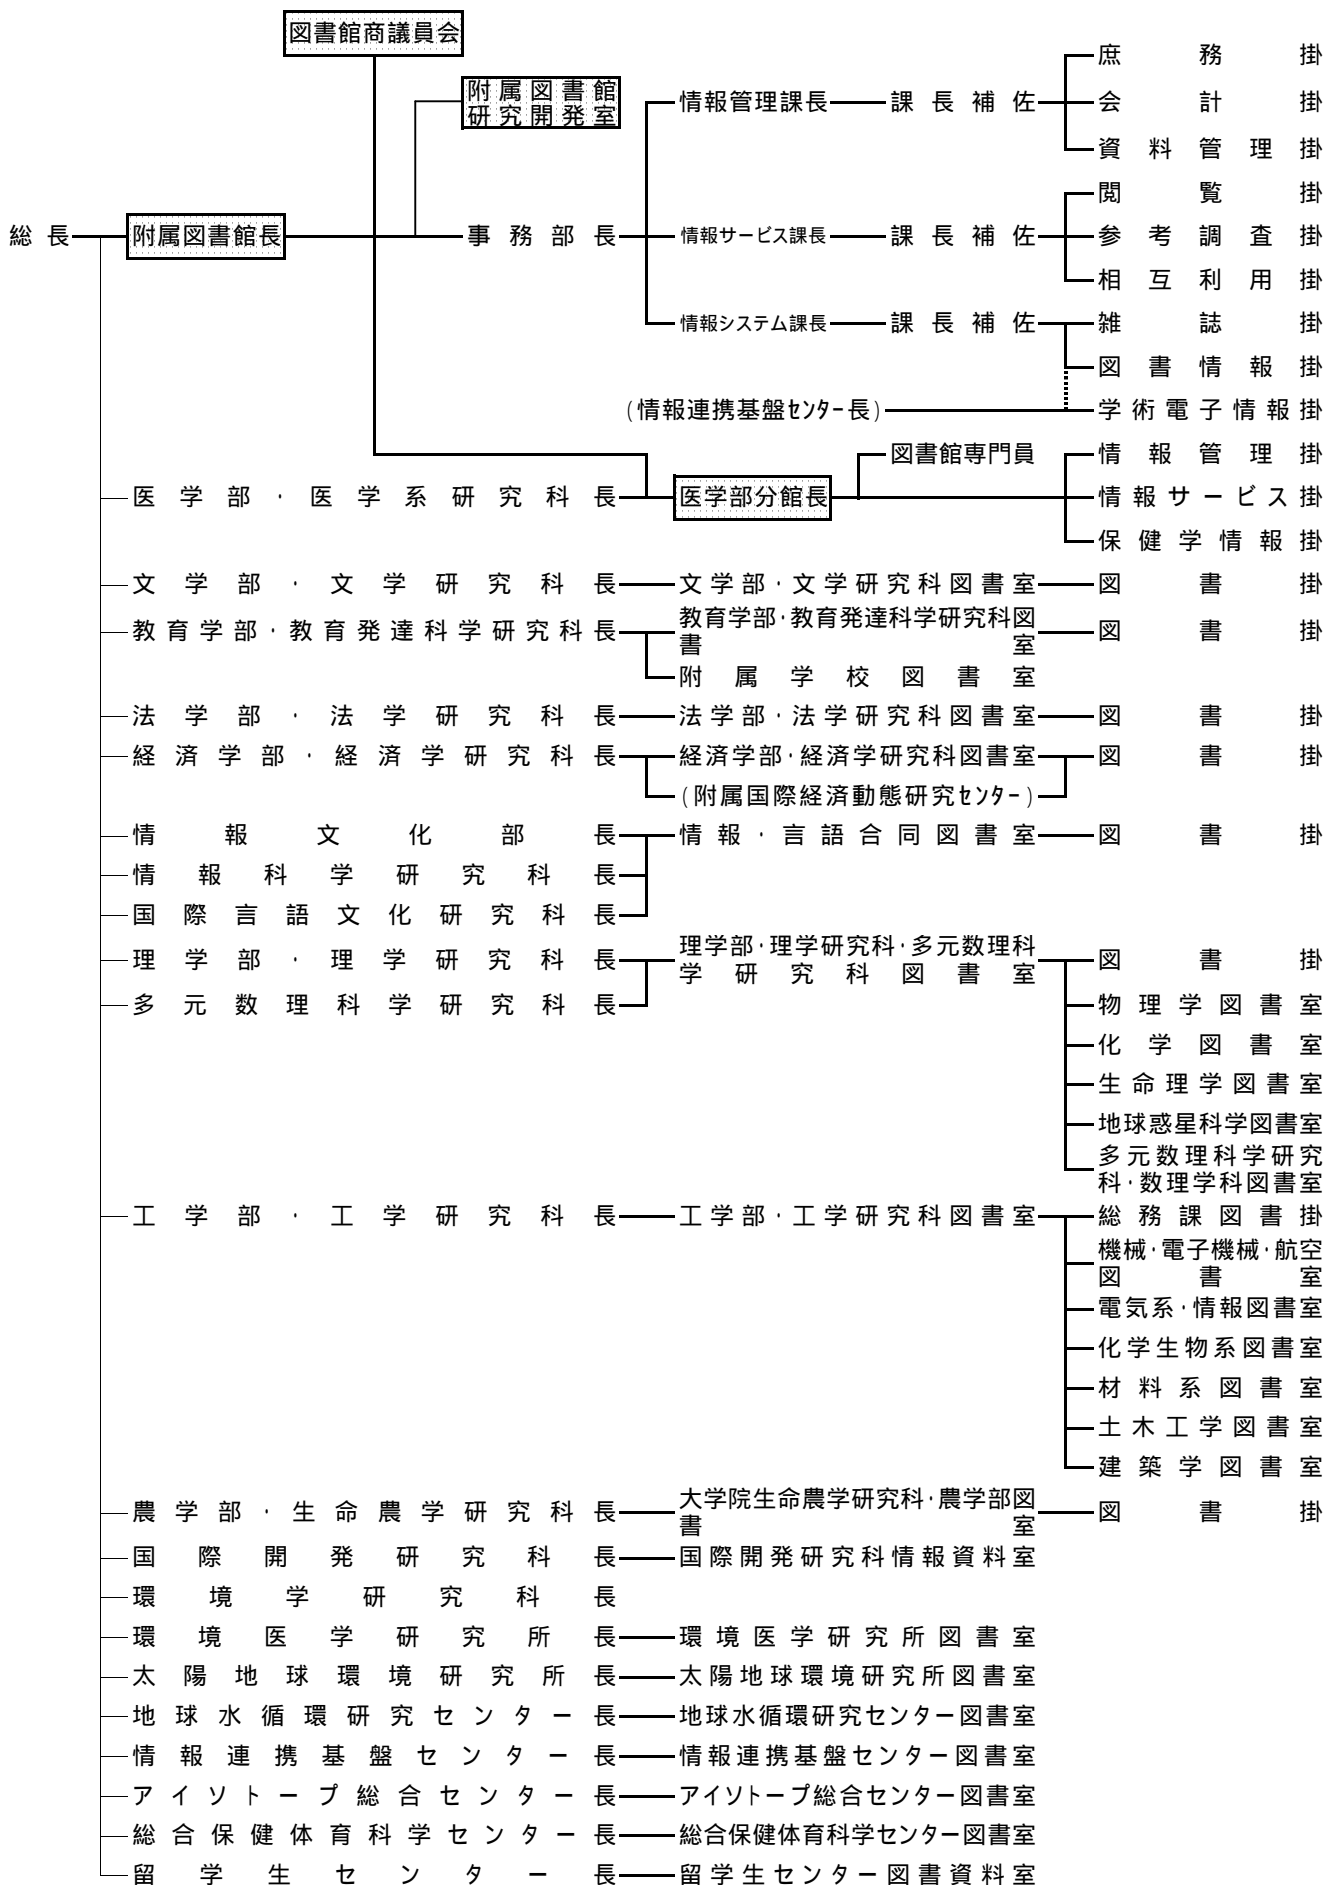 図書館商議員会
附属図書館
研究開発室
庶務掛
情報管理課長 課長補佐 会計掛
資料管理掛
閲覧掛
総長 附属図書館長 事務部長 情報サービス課長 課長補佐 参考調査掛
相互利用掛
情報システム課長 課長補佐 雑誌掛
図書情報掛
(情報連携基盤センター長) 学術電子情報掛
図書館専門員 情報管理掛
医学部・医学系研究科長 医学部分館長 情報サービス掛
保健学情報掛
文学部・文学研究科長 文学部・文学研究科図書室 図書掛
教育学部・教育発達科学研究科長 教育学部・教育発達科学研究科図
書室 図書掛
附属学校図書室
法学部・法学研究科長 法学部・法学研究科図書室 図書掛
経済学部・経済学研究科長 経済学部・経済学研究科図書室 図書掛
(附属国際経済動態研究センター)
情報文化部長 情報・言語合同図書室 図書掛
情報科学研究科長
国際言語文化研究科長
理学部・理学研究科長 理学部・理学研究科・多元数理科
学研究科図書室 図書掛
多元数理科学研究科長 物理学図書室
化学図書室
生命理学図書室
地球惑星科学図書室
多元数理科学研究
科・数理学科図書室
工学部・工学研究科長 工学部・工学研究科図書室 総務課図書掛
機械・電子機械・航空
図書室
電気系・情報図書室
化学生物系図書室
材料系図書室
土木工学図書室
建築学図書室
農学部・生命農学研究科長 大学院生命農学研究科・農学部図
書室 図書掛
国際開発研究科長 国際開発研究科情報資料室
環境学研究科長
環境医学研究所長 環境医学研究所図書室
太陽地球環境研究所長 太陽地球環境研究所図書室
地球水循環研究センター長 地球水循環研究センター図書室
情報連携基盤センター長 情報連携基盤センター図書室
アイソトープ総合センター長 アイソトープ総合センター図書室
総合保健体育科学センター長 総合保健体育科学センター図書室
留学生センター長 留学生センター図書資料室